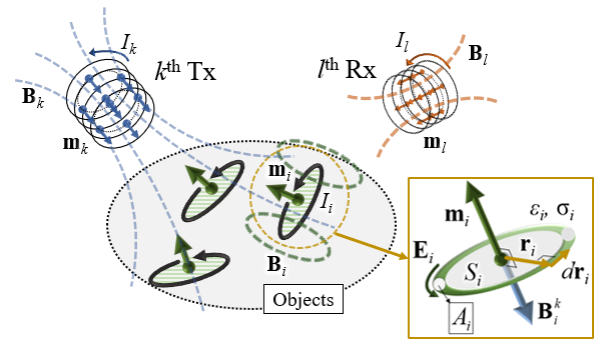 I_k
k^th Tx
B_k
m_k
I_l
l^th Rx
B_l
m_l
m_i
I_i
B_i
Objects
m_i
ε_i, σ_i
E_i
r_i
S_i
dr_i
A_i
B_i^k